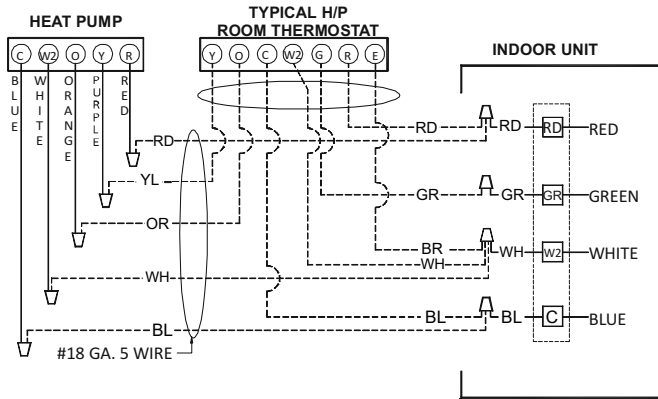 HEAT PUMP
TYPICAL H/P
ROOM THERMOSTAT
INDOOR UNIT
C W2 O Y R
Y O C W2 G R E
BLUE
WHITE
ORANGE
PURPLE
RED
RD
RD
RD
RD
RED
YL
GR
GR
GR
GREEN
OR
BR
WH
WH
W2
WHITE
WH
BL
BL
C
BLUE
BL
#18 GA. 5 WIRE